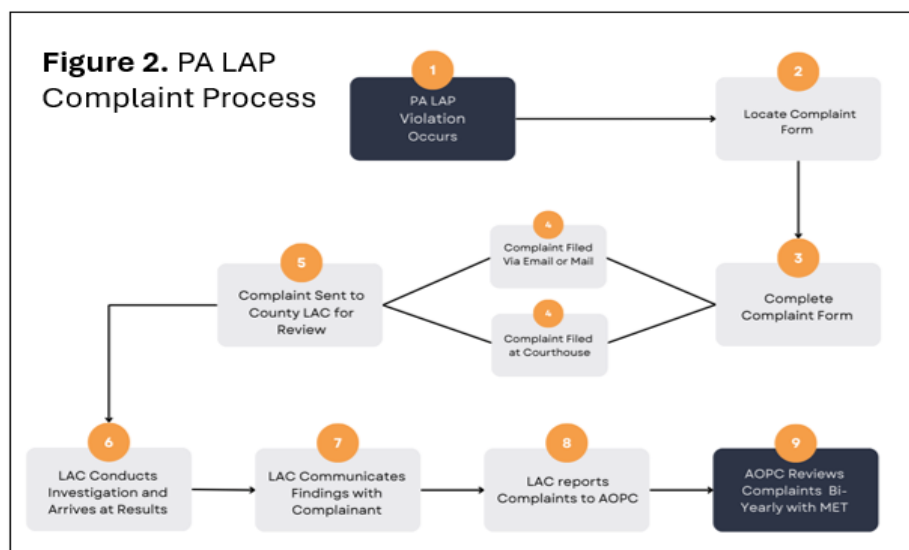 Figure 2. PA LAP
Complaint Process
1
PA LAP
Violation
Occurs
2
Locate Complaint
Form
3
Complete
Complaint Form
4
Complaint Filed
Via Email or Mail
4
Complaint Filed
at Courthouse
5
Complaint Sent to
County LAC for
Review
6
LAC Conducts
Investigation and
Arrives at Results
7
LAC Communicates
Findings with
Complainant
8
LAC reports
Complaints to AOPC
9
AOPC Reviews
Complaints Bi-
Yearly with MET